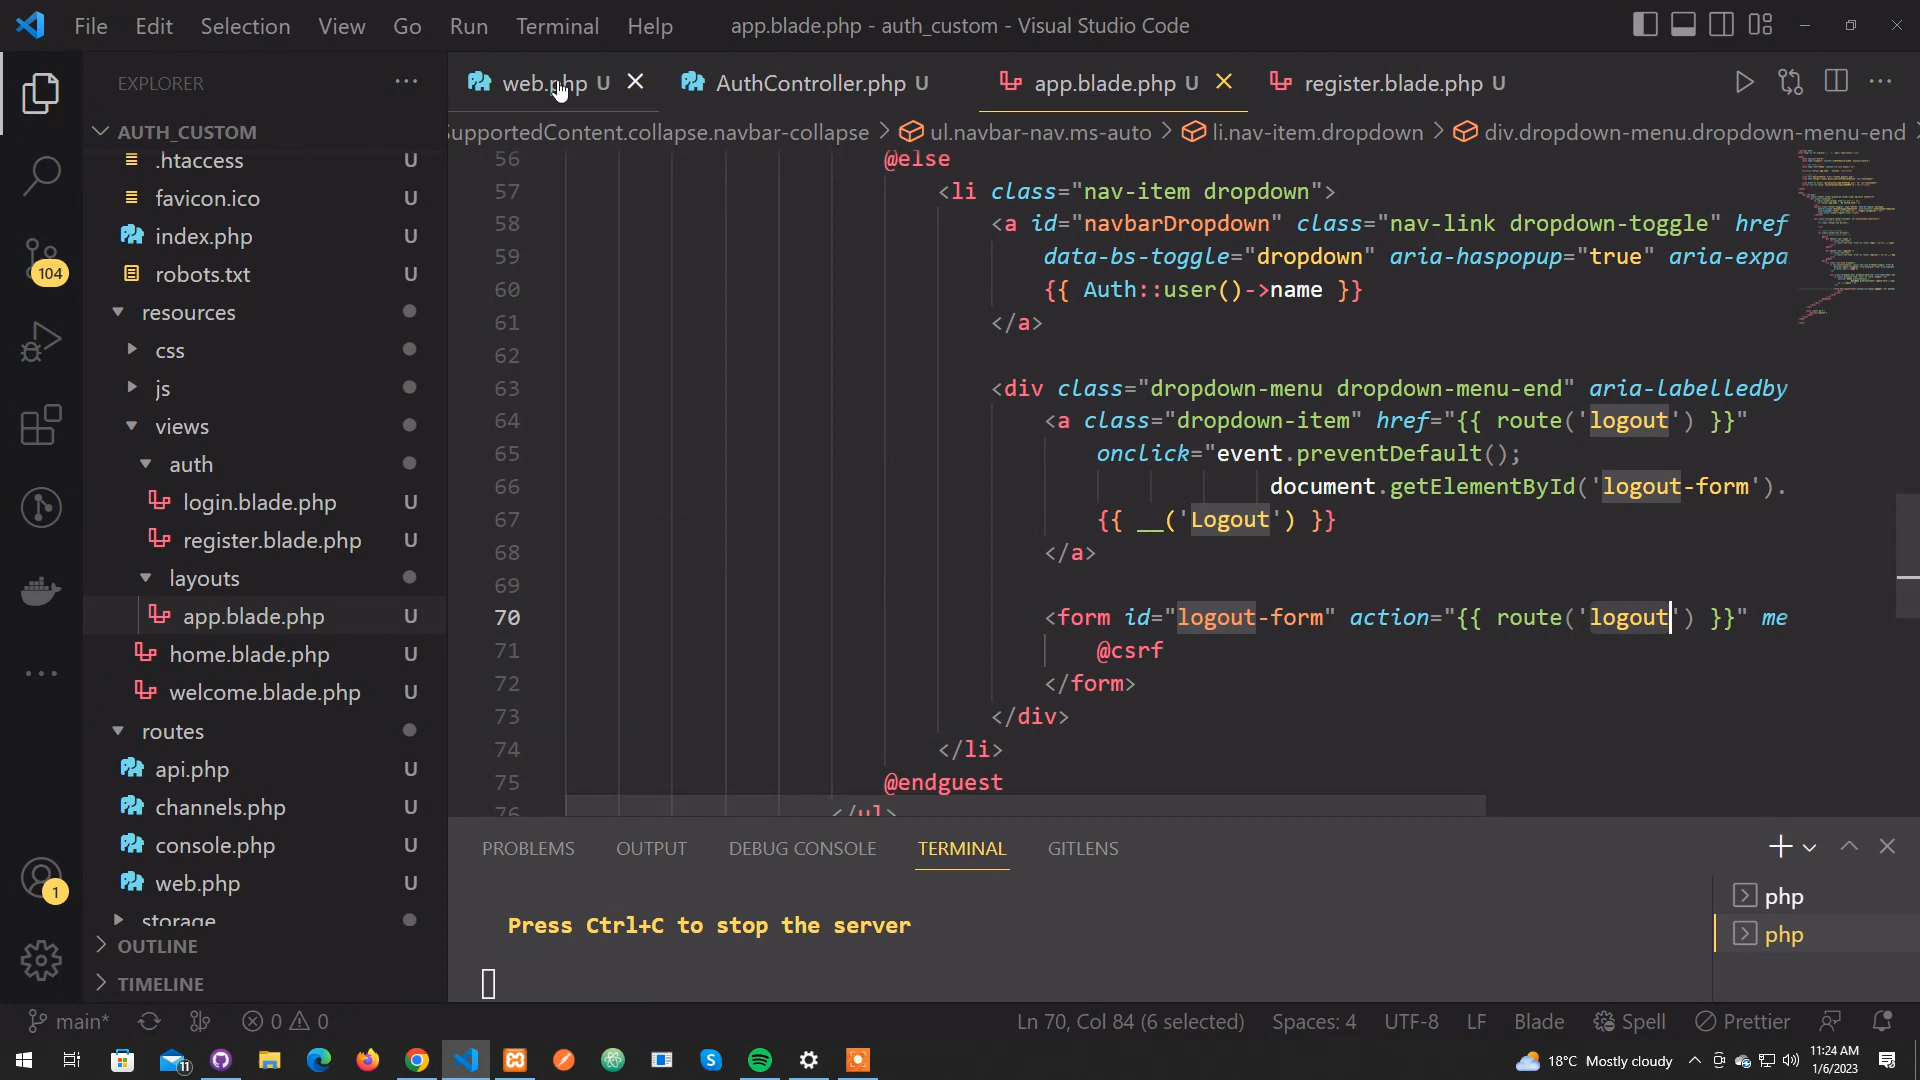 File Edit Selection View Go Run Terminal Help app.blade.php - auth_custom - Visual Studio Code
EXPLORER ···
web.php U AuthController.php U app.blade.php U register.blade.php U
AUTH_CUSTOM
SupportedContent.collapse.navbar-collapse > ul.navbar-nav.ms-auto > li.nav-item.dropdown > div.dropdown-menu.dropdown-menu-end >
.htaccess U
favicon.ico U
index.php U
robots.txt U
resources
css
js
views
auth
login.blade.php U
register.blade.php U
layouts
app.blade.php U
home.blade.php U
welcome.blade.php U
routes
api.php U
channels.php U
console.php U
web.php U
storage
OUTLINE
TIMELINE
104
1
56 @else
57 <li class="nav-item dropdown">
58 <a id="navbarDropdown" class="nav-link dropdown-toggle" href
59 data-bs-toggle="dropdown" aria-haspopup="true" aria-expa
60 {{ Auth::user()->name }}
61 </a>
62
63 <div class="dropdown-menu dropdown-menu-end" aria-labelledby
64 <a class="dropdown-item" href="{{ route('logout') }}"
65 onclick="event.preventDefault();
66 document.getElementById('logout-form').
67 {{ __('Logout') }}
68 </a>
69
70 <form id="logout-form" action="{{ route('logout') }}" me
71 @csrf
72 </form>
73 </div>
74 </li>
75 @endguest
76 </ul>
PROBLEMS OUTPUT DEBUG CONSOLE TERMINAL GITLENS
Press Ctrl+C to stop the server
php
php
main* 0 0 Ln 70, Col 84 (6 selected) Spaces: 4 UTF-8 LF Blade Spell Prettier
11 18°C Mostly cloudy 11:24 AM
1/6/2023